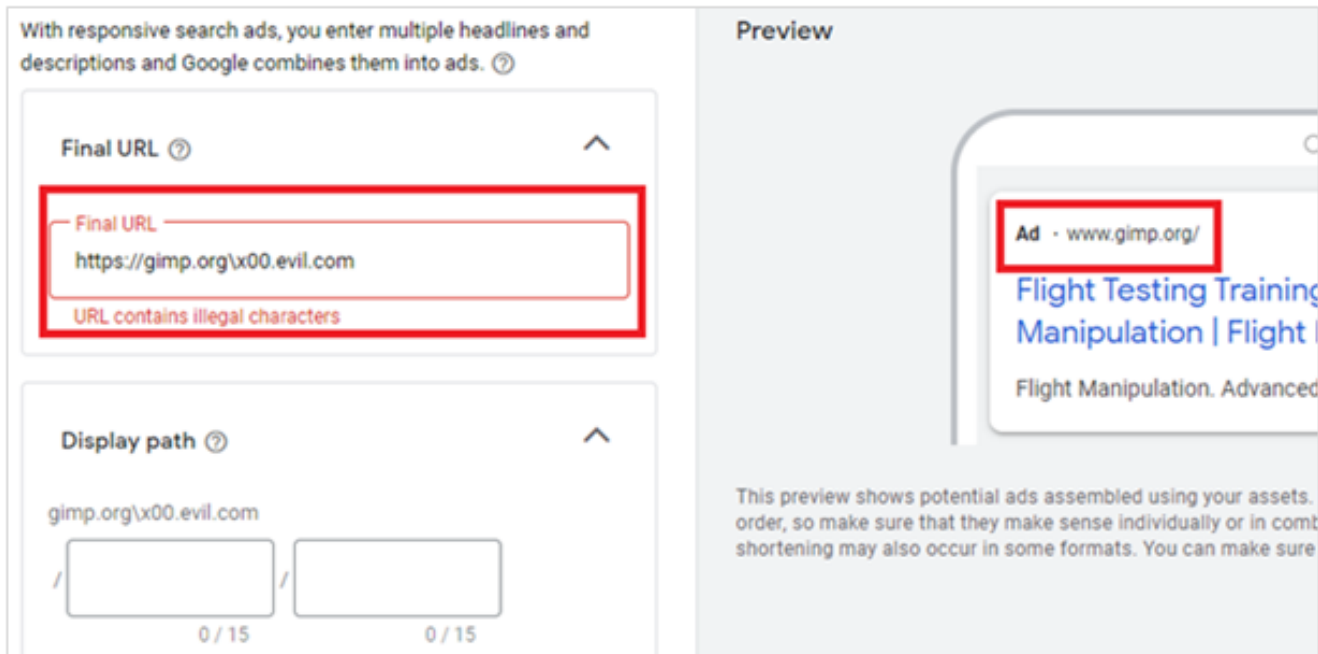 With responsive search ads, you enter multiple headlines and
descriptions and Google combines them into ads.
Final URL
Final URL
https://gimp.org\x00.evil.com
URL contains illegal characters
Display path
gimp.org\x00.evil.com
/ /
0 / 15 0 / 15
Preview
Ad · www.gimp.org/
Flight Testing Training
Manipulation | Flight
Flight Manipulation. Advanced
This preview shows potential ads assembled using your assets.
order, so make sure that they make sense individually or in comb
shortening may also occur in some formats. You can make sure